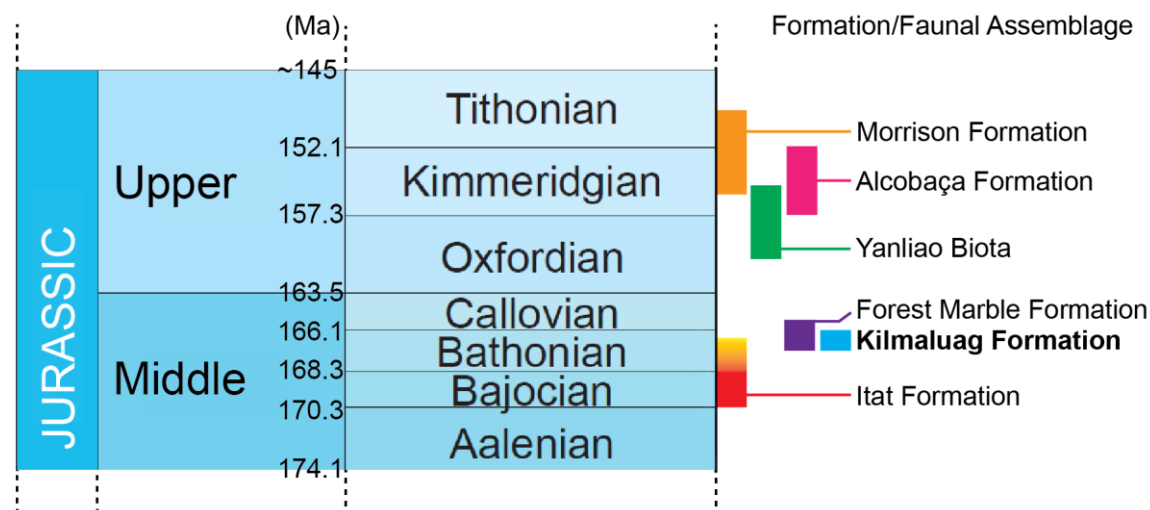 (Ma)
Formation/Faunal Assemblage
JURASSIC
Upper
Middle
~145
152.1
157.3
163.5
166.1
168.3
170.3
174.1
Tithonian
Kimmeridgian
Oxfordian
Callovian
Bathonian
Bajocian
Aalenian
Morrison Formation
Alcobaça Formation
Yanliao Biota
Forest Marble Formation
Kilmaluag Formation
Itat Formation